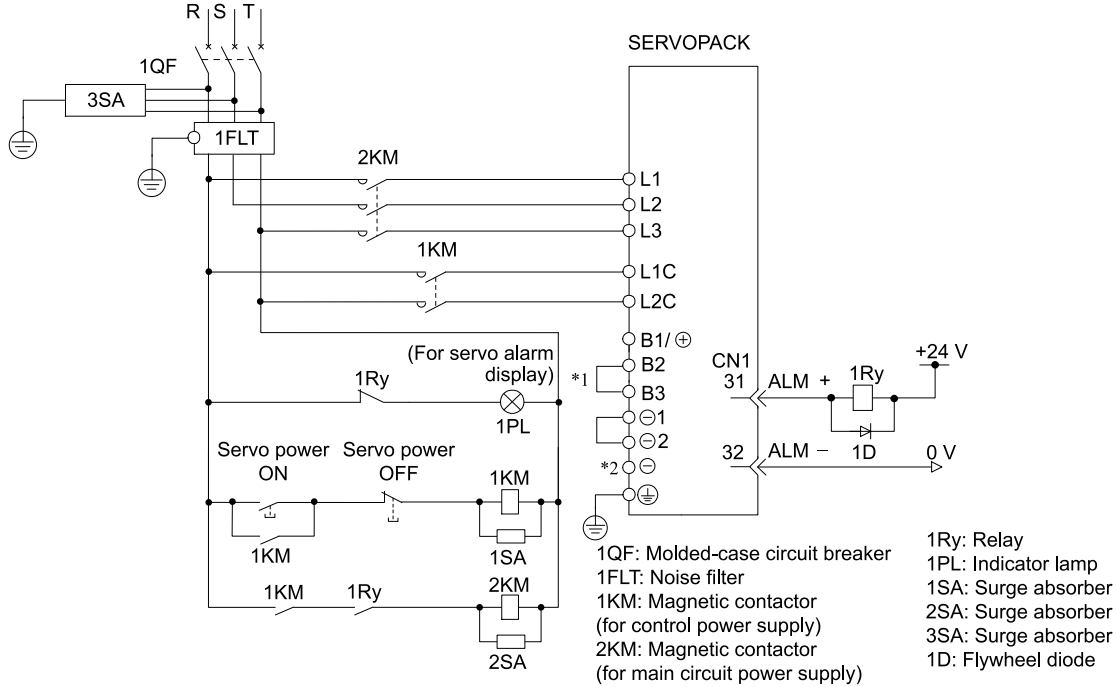 R S T
SERVOPACK
1QF
3SA
1FLT
2KM
L1
L2
L3
1KM
L1C
L2C
B1/ ⊕
(For servo alarm
display)
1Ry
1PL
*1
B2
B3
⊖1
⊖2
*2 ⊖
CN1
31 ALM +
1Ry
+24 V
1D
32 ALM −
0 V
Servo power
ON
Servo power
OFF
1KM
1KM
1SA
1KM
1Ry
2KM
2SA
1QF: Molded-case circuit breaker
1FLT: Noise filter
1KM: Magnetic contactor
(for control power supply)
2KM: Magnetic contactor
(for main circuit power supply)
1Ry: Relay
1PL: Indicator lamp
1SA: Surge absorber
2SA: Surge absorber
3SA: Surge absorber
1D: Flywheel diode